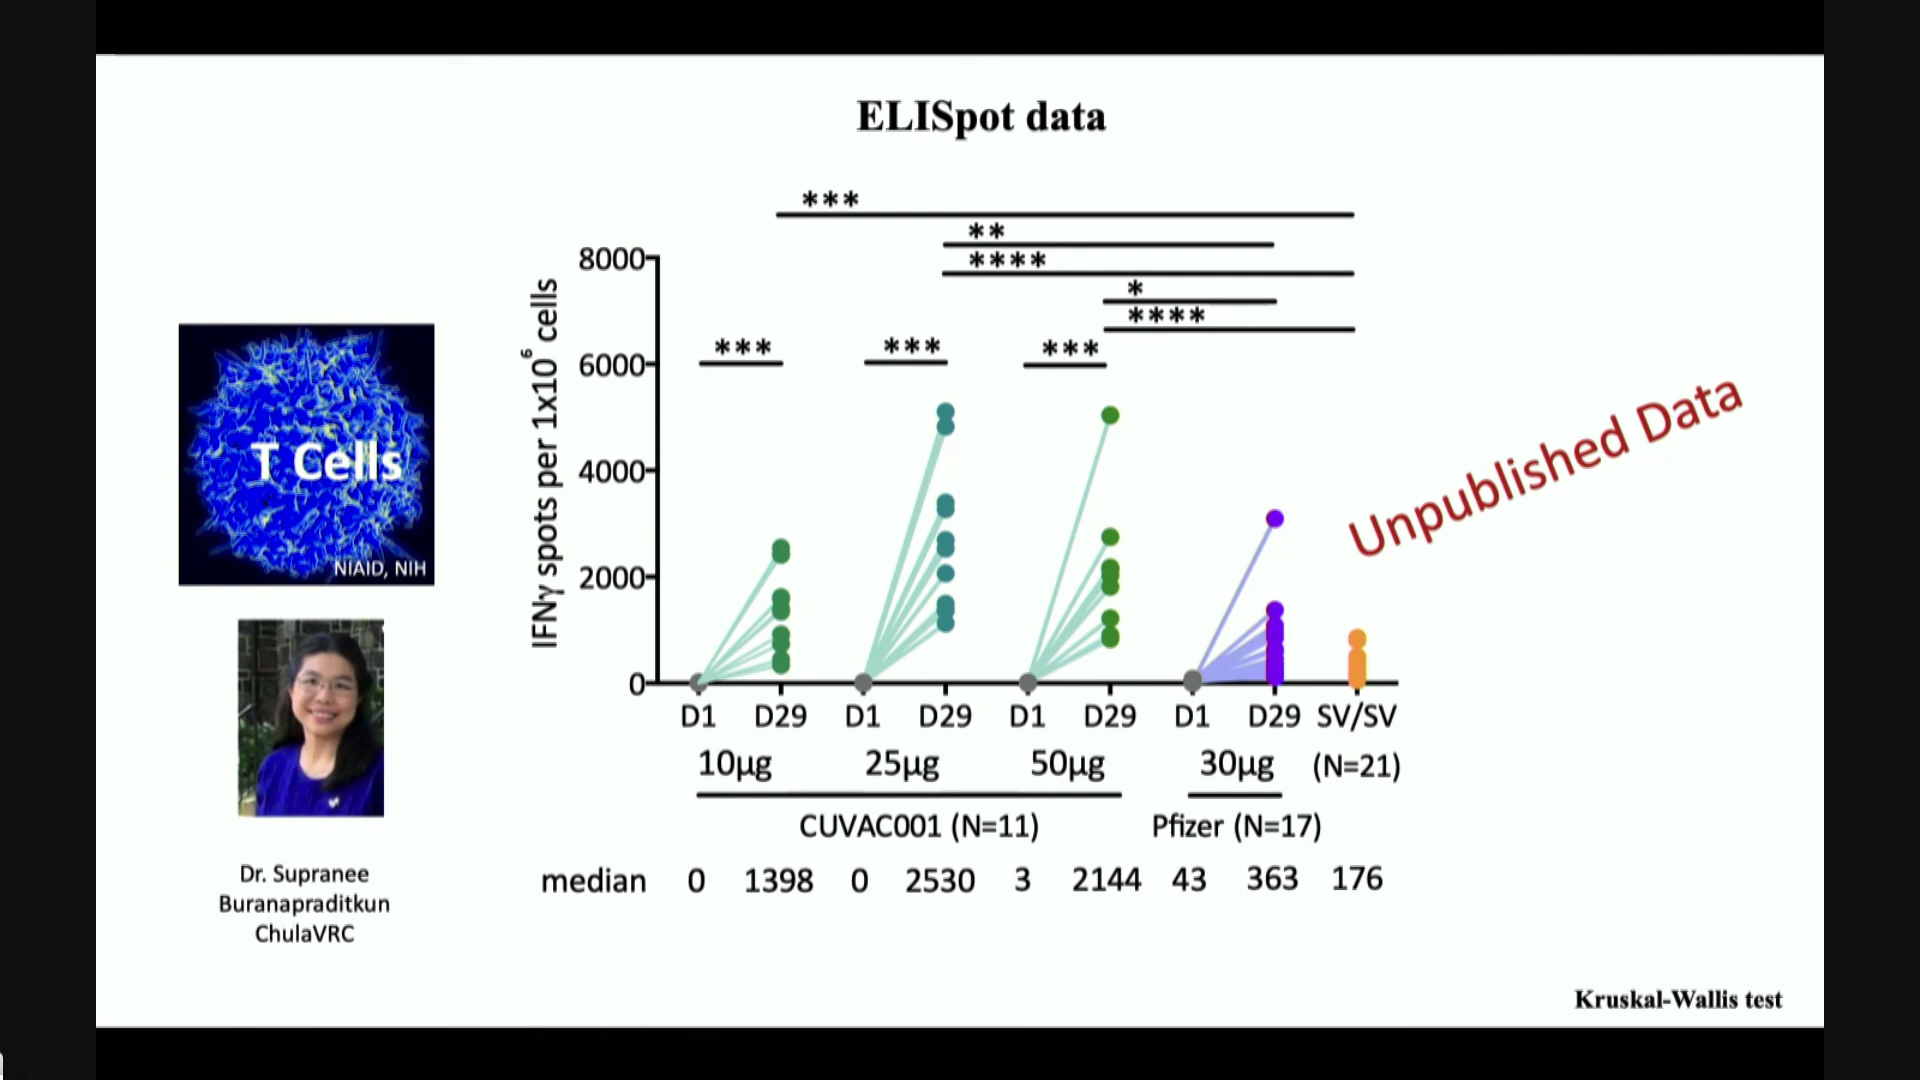 ELISpot data
***
**
****
*
****
*** *** ***
IFNγ spots per 1x10⁶ cells
8000
6000
4000
2000
0
D1 D29 D1 D29 D1 D29 D1 D29 SV/SV
10µg 25µg 50µg 30µg (N=21)
CUVAC001 (N=11) Pfizer (N=17)
median 0 1398 0 2530 3 2144 43 363 176
Unpublished Data
T Cells
NIAID, NIH
Dr. Supranee
Buranapraditkun
ChulaVRC
Kruskal-Wallis test